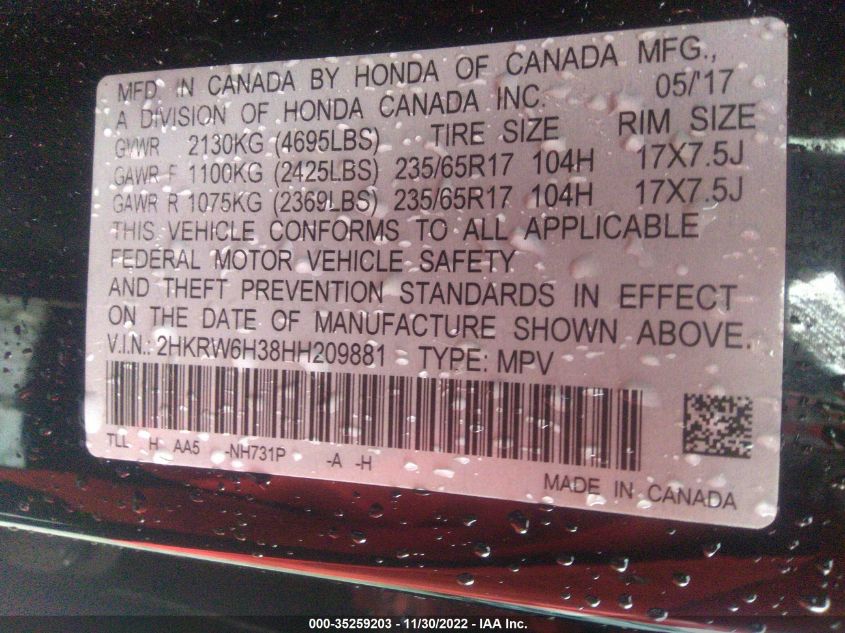 MFD IN CANADA BY HONDA OF CANADA MFG.,
A DIVISION OF HONDA CANADA INC. 05/'17
GVWR 2130KG (4695LBS) TIRE SIZE RIM SIZE
GAWR F 1100KG (2425LBS) 235/65R17 104H 17X7.5J
GAWR R 1075KG (2369LBS) 235/65R17 104H 17X7.5J
THIS VEHICLE CONFORMS TO ALL APPLICABLE
FEDERAL MOTOR VEHICLE SAFETY
AND THEFT PREVENTION STANDARDS IN EFFECT
ON THE DATE OF MANUFACTURE SHOWN ABOVE.
V.I.N.: 2HKRW6H38HH209881 TYPE: MPV
TLL H AA5 -NH731P -A -H
MADE IN CANADA
000-35259203 - 11/30/2022 - IAA Inc.